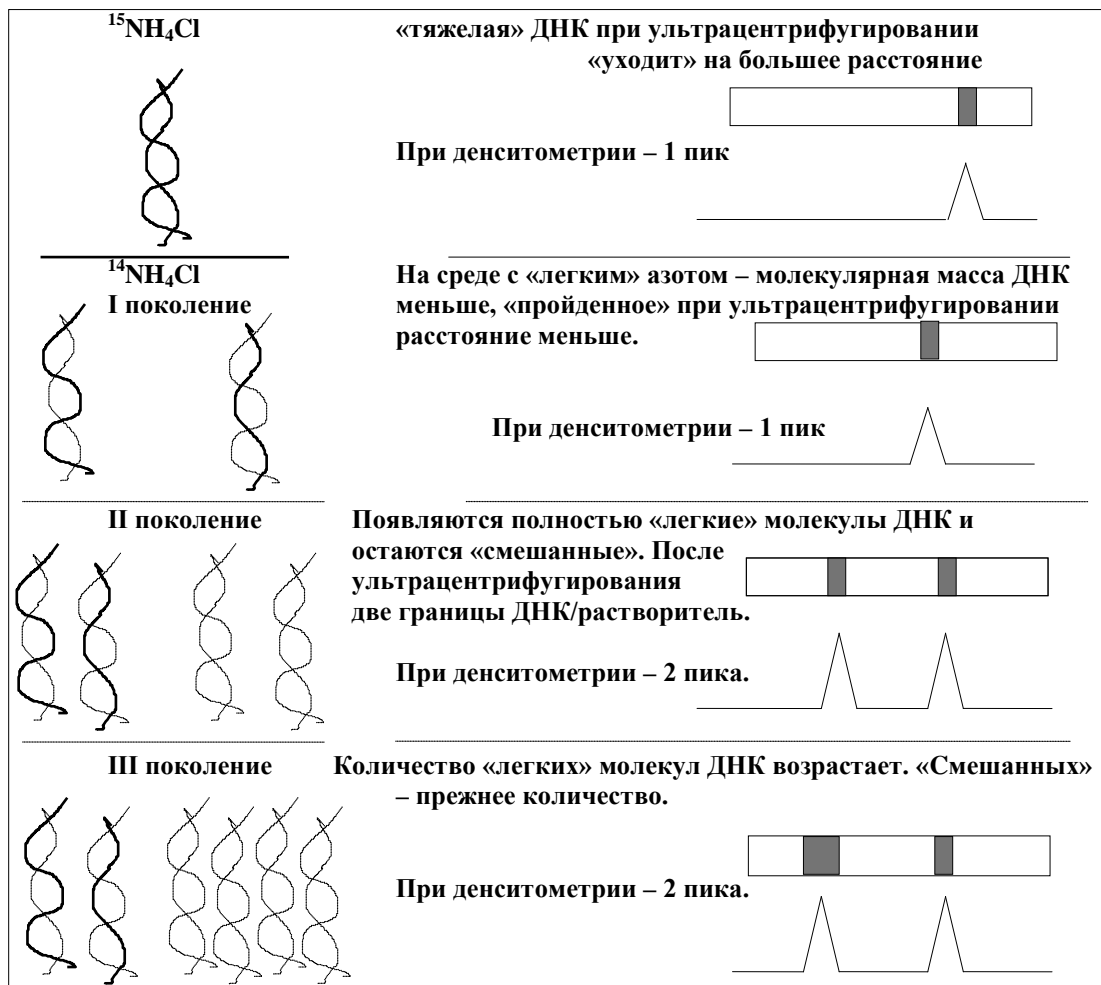 ¹⁵NH₄Cl
«тяжелая» ДНК при ультрацентрифугировании
«уходит» на большее расстояние
При денситометрии – 1 пик
¹⁴NH₄Cl
I поколение
На среде с «легким» азотом – молекулярная масса ДНК
меньше, «пройденное» при ультрацентрифугировании
расстояние меньше.
При денситометрии – 1 пик
II поколение
Появляются полностью «легкие» молекулы ДНК и
остаются «смешанные». После
ультрацентрифугирования
две границы ДНК/растворитель.
При денситометрии – 2 пика.
III поколение
Количество «легких» молекул ДНК возрастает. «Смешанных»
– прежнее количество.
При денситометрии – 2 пика.